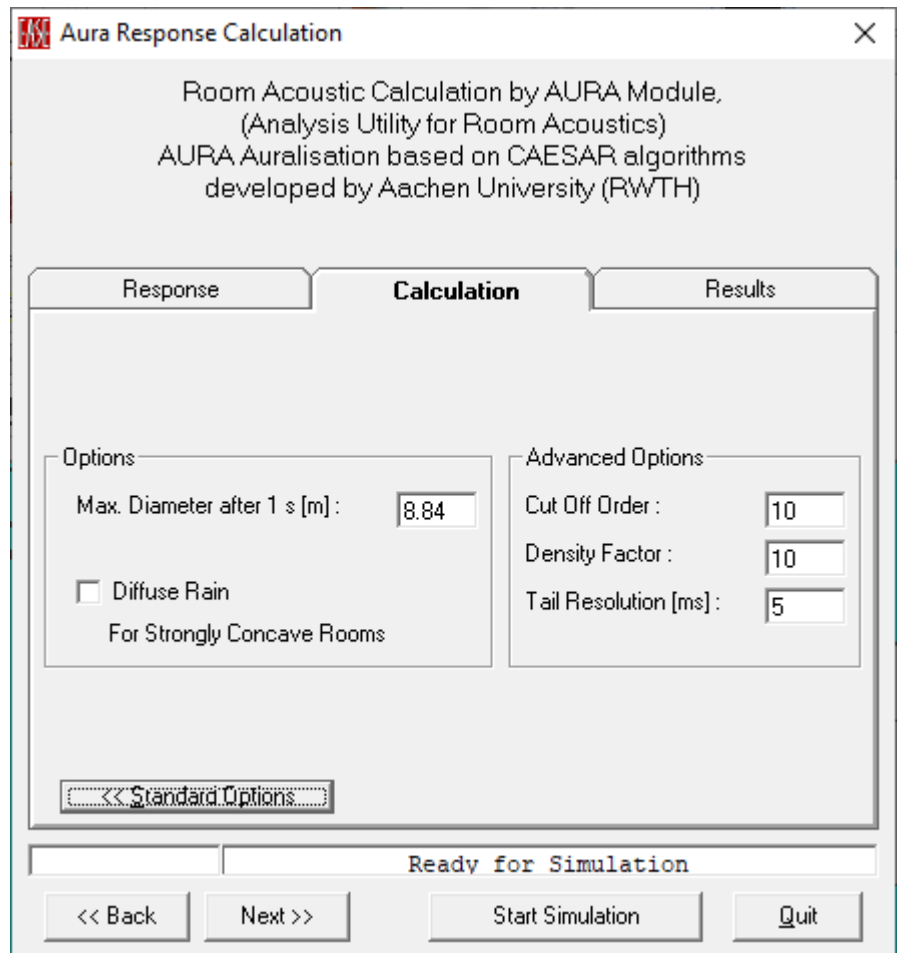 EASE Aura Response Calculation
Room Acoustic Calculation by AURA Module,
(Analysis Utility for Room Acoustics)
AURA Auralisation based on CAESAR algorithms
developed by Aachen University (RWTH)
Response Calculation Results
Options
Max. Diameter after 1 s [m] : 8.84
Diffuse Rain
For Strongly Concave Rooms
Advanced Options
Cut Off Order : 10
Density Factor : 10
Tail Resolution [ms] : 5
<< Standard Options
Ready for Simulation
<< Back Next >> Start Simulation Quit